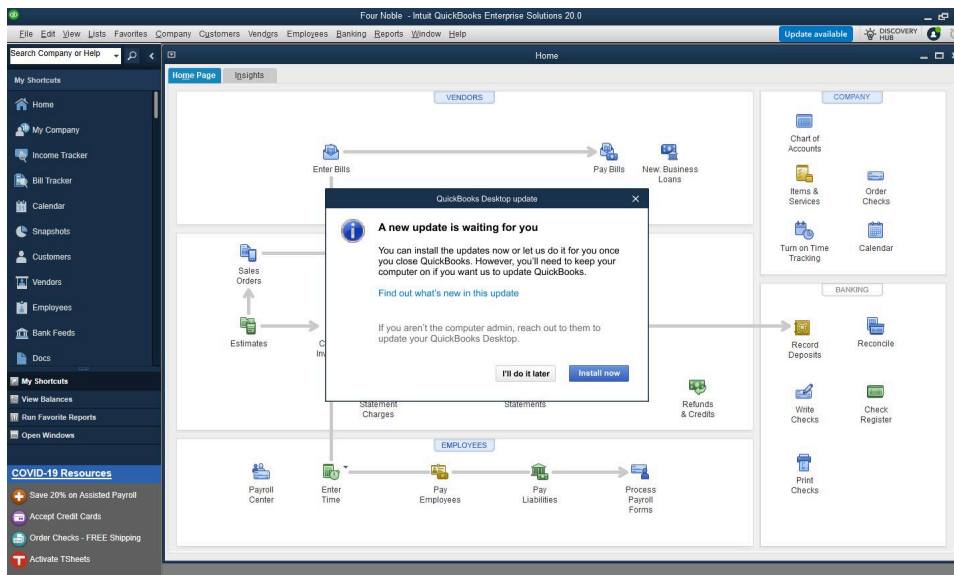 qb
Four Noble - Intuit QuickBooks Enterprise Solutions 20.0
File Edit View Lists Favorites Company Customers Vendors Employees Banking Reports Window Help
Update available
DISCOVERY
HUB
Search Company or Help
Home
My Shortcuts
Home
My Company
Income Tracker
Bill Tracker
Calendar
Snapshots
Customers
Vendors
Employees
Bank Feeds
Docs
My Shortcuts
View Balances
Run Favorite Reports
Open Windows
COVID-19 Resources
Save 20% on Assisted Payroll
Accept Credit Cards
Order Checks - FREE Shipping
Activate TSheets
Home Page
Insights
VENDORS
Enter Bills
Pay Bills
New: Business
Loans
QuickBooks Desktop update
A new update is waiting for you
You can install the updates now or let us do it for you once
you close QuickBooks. However, you'll need to keep your
computer on if you want us to update QuickBooks.
Find out what's new in this update
If you aren't the computer admin, reach out to them to
update your QuickBooks Desktop.
I'll do it later
Install now
Sales
Orders
Estimates
Statement
Charges
Statements
Refunds
& Credits
EMPLOYEES
Payroll
Center
Enter
Time
Pay
Employees
Pay
Liabilities
Process
Payroll
Forms
COMPANY
Chart of
Accounts
Items &
Services
Order
Checks
Turn on Time
Tracking
Calendar
BANKING
Record
Deposits
Reconcile
Write
Checks
Check
Register
Print
Checks